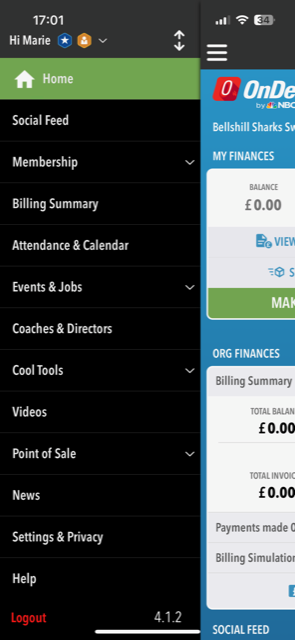 17:01
34
Hi Marie
Home
Social Feed
Membership
Billing Summary
Attendance & Calendar
Events & Jobs
Coaches & Directors
Cool Tools
Videos
Point of Sale
News
Settings & Privacy
Help
Logout
4.1.2
OnDe
by NBC
Bellshill Sharks Sw
MY FINANCES
BALANCE
£0.00
VIEW
S
MAK
ORG FINANCES
Billing Summary
TOTAL BALAN
£0.00
TOTAL INVOIC
£0.00
Payments made 0
Billing Simulation
SOCIAL FEED